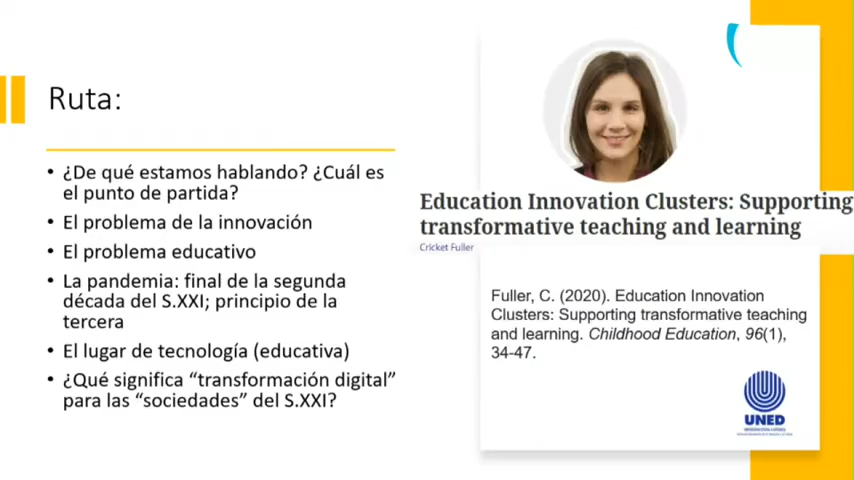 Ruta:
• ¿De qué estamos hablando? ¿Cuál es
el punto de partida?
• El problema de la innovación
• El problema educativo
• La pandemia: final de la segunda
década del S.XXI; principio de la
tercera
• El lugar de tecnología (educativa)
• ¿Qué significa “transformación digital”
para las “sociedades” del S.XXI?
Education Innovation Clusters: Supporting
transformative teaching and learning
Cricket Fuller
Fuller, C. (2020). Education Innovation
Clusters: Supporting transformative teaching
and learning. Childhood Education, 96(1),
34-47.
UNED